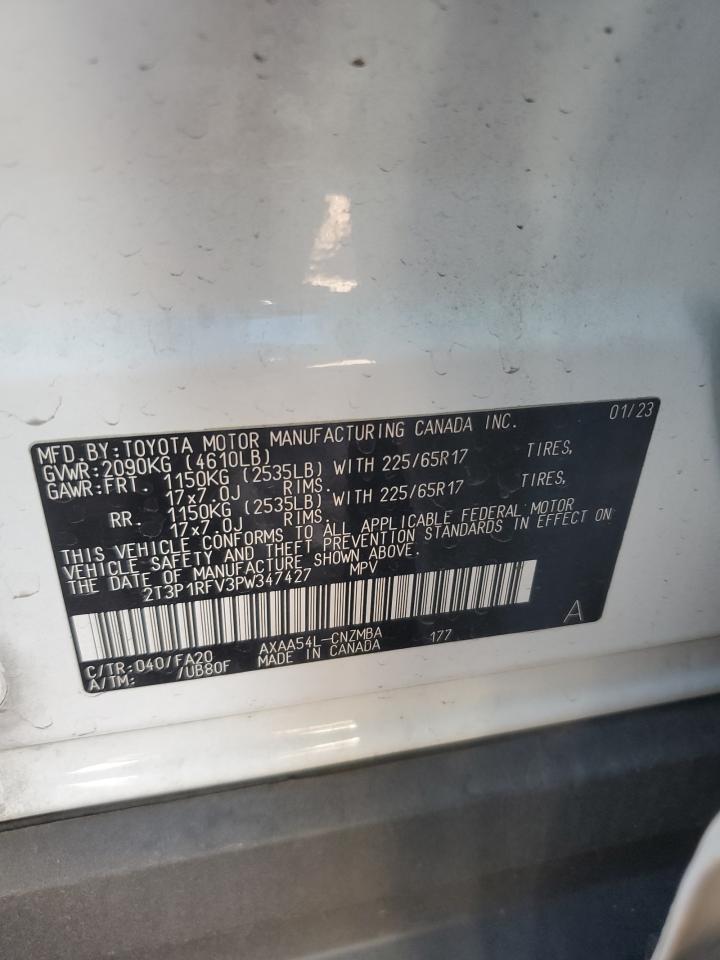 MFD.BY:TOYOTA MOTOR MANUFACTURING CANADA INC. 01/23
GVWR:2090KG (4610LB)
GAWR:FRT. 1150KG (2535LB) WITH 225/65R17 TIRES,
17x7.0J RIMS.
RR. 1150KG (2535LB) WITH 225/65R17 TIRES,
17x7.0J RIMS.
THIS VEHICLE CONFORMS TO ALL APPLICABLE FEDERAL MOTOR
VEHICLE SAFETY AND THEFT PREVENTION STANDARDS IN EFFECT ON
THE DATE OF MANUFACTURE SHOWN ABOVE.
2T3P1RFV3PW347427 MPV
C/TR:040/FA20 AXAA54L-CNZMBA 177 A
A/TM: /UB80F MADE IN CANADA